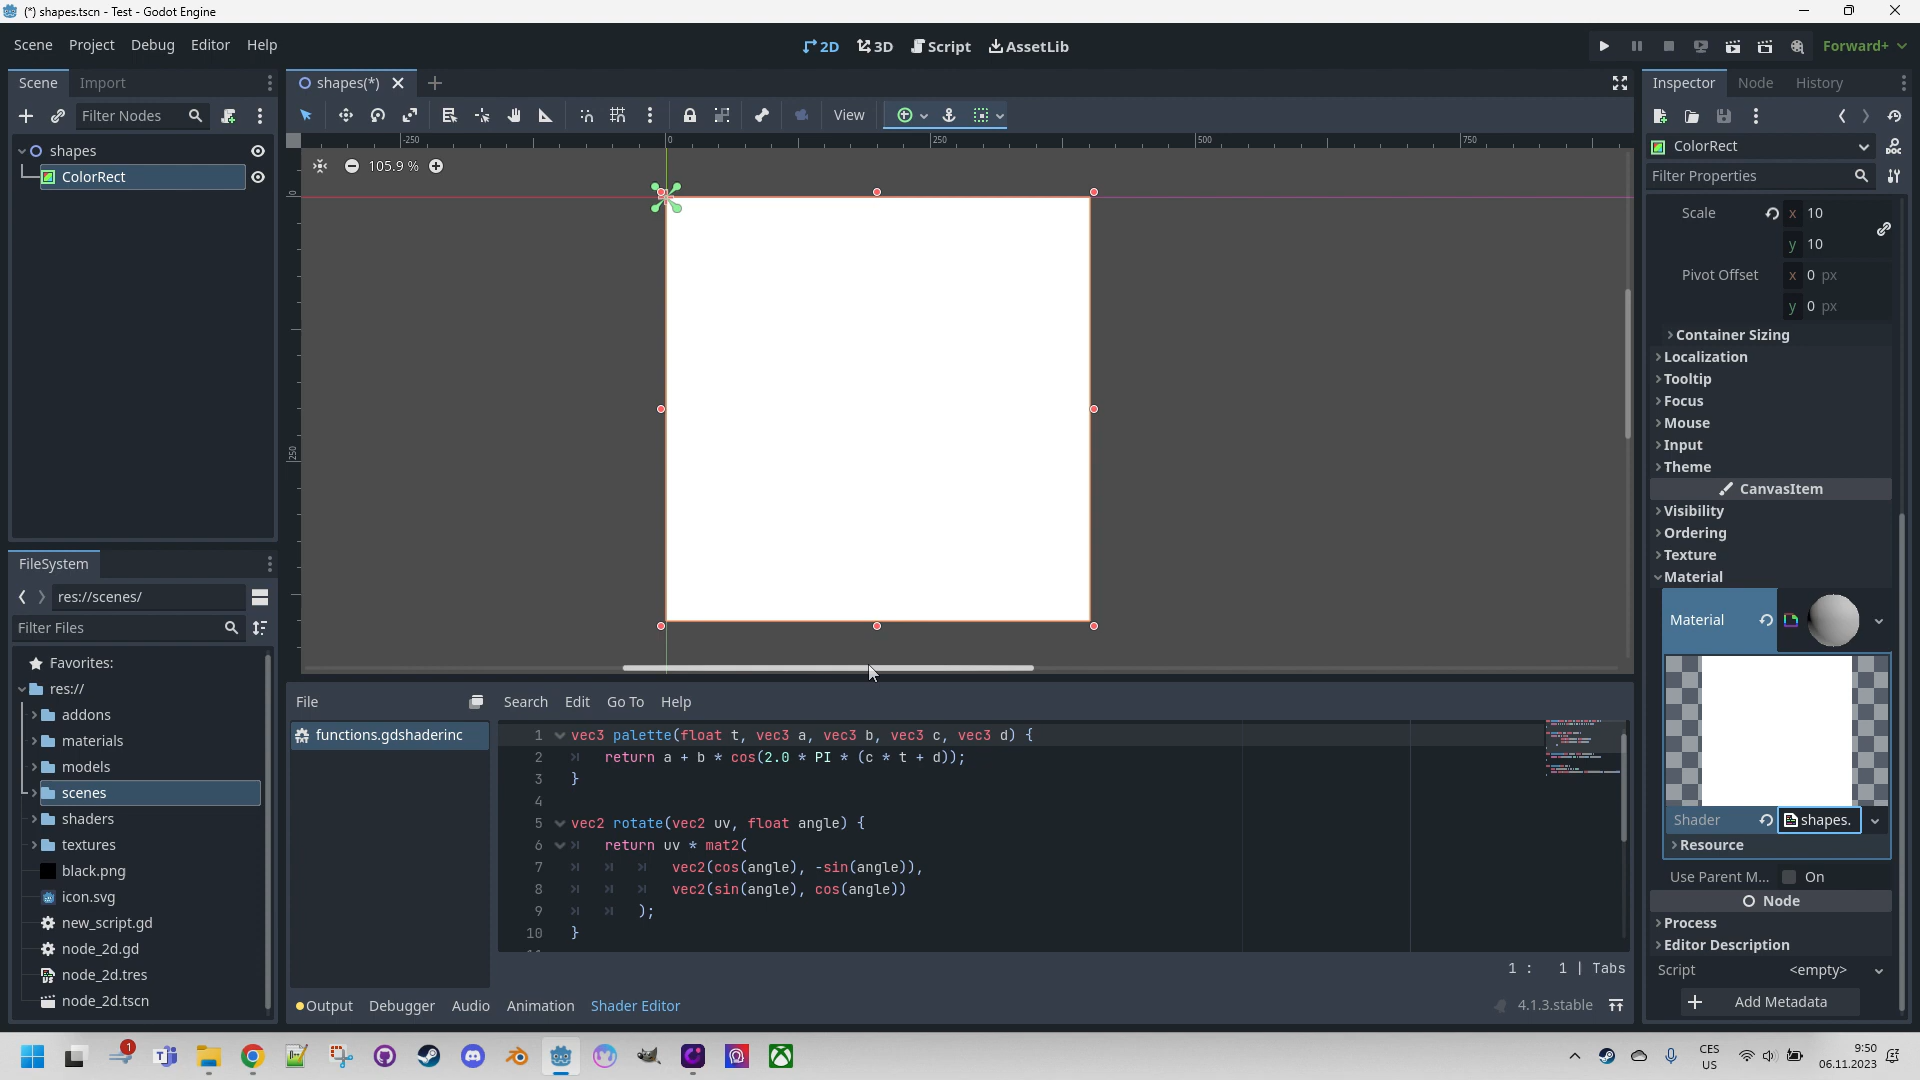 (*) shapes.tscn - Test - Godot Engine
Scene Project Debug Editor Help
2D 3D Script AssetLib
Forward+
Scene Import
shapes(*)
Inspector Node History
Filter Nodes
View
ColorRect
shapes
ColorRect
105.9 %
-250 0 250 500 750
0
250
Filter Properties
Scale x 10
y 10
Pivot Offset x 0 px
y 0 px
Container Sizing
Localization
Tooltip
Focus
Mouse
Input
Theme
CanvasItem
Visibility
Ordering
Texture
Material
Material
Shader shapes.
Resource
Use Parent M... On
Node
Process
Editor Description
Script <empty>
Add Metadata
FileSystem
res://scenes/
Filter Files
Favorites:
res://
addons
materials
models
scenes
shaders
textures
black.png
icon.svg
new_script.gd
node_2d.gd
node_2d.tres
node_2d.tscn
File Search Edit Go To Help
functions.gdshaderinc
1 vec3 palette(float t, vec3 a, vec3 b, vec3 c, vec3 d) {
2 return a + b * cos(2.0 * PI * (c * t + d));
3 }
4
5 vec2 rotate(vec2 uv, float angle) {
6 return uv * mat2(
7 vec2(cos(angle), -sin(angle)),
8 vec2(sin(angle), cos(angle))
9 );
10 }
1 : 1 | Tabs
Output Debugger Audio Animation Shader Editor
4.1.3.stable
1
CES
US
9:50
06.11.2023